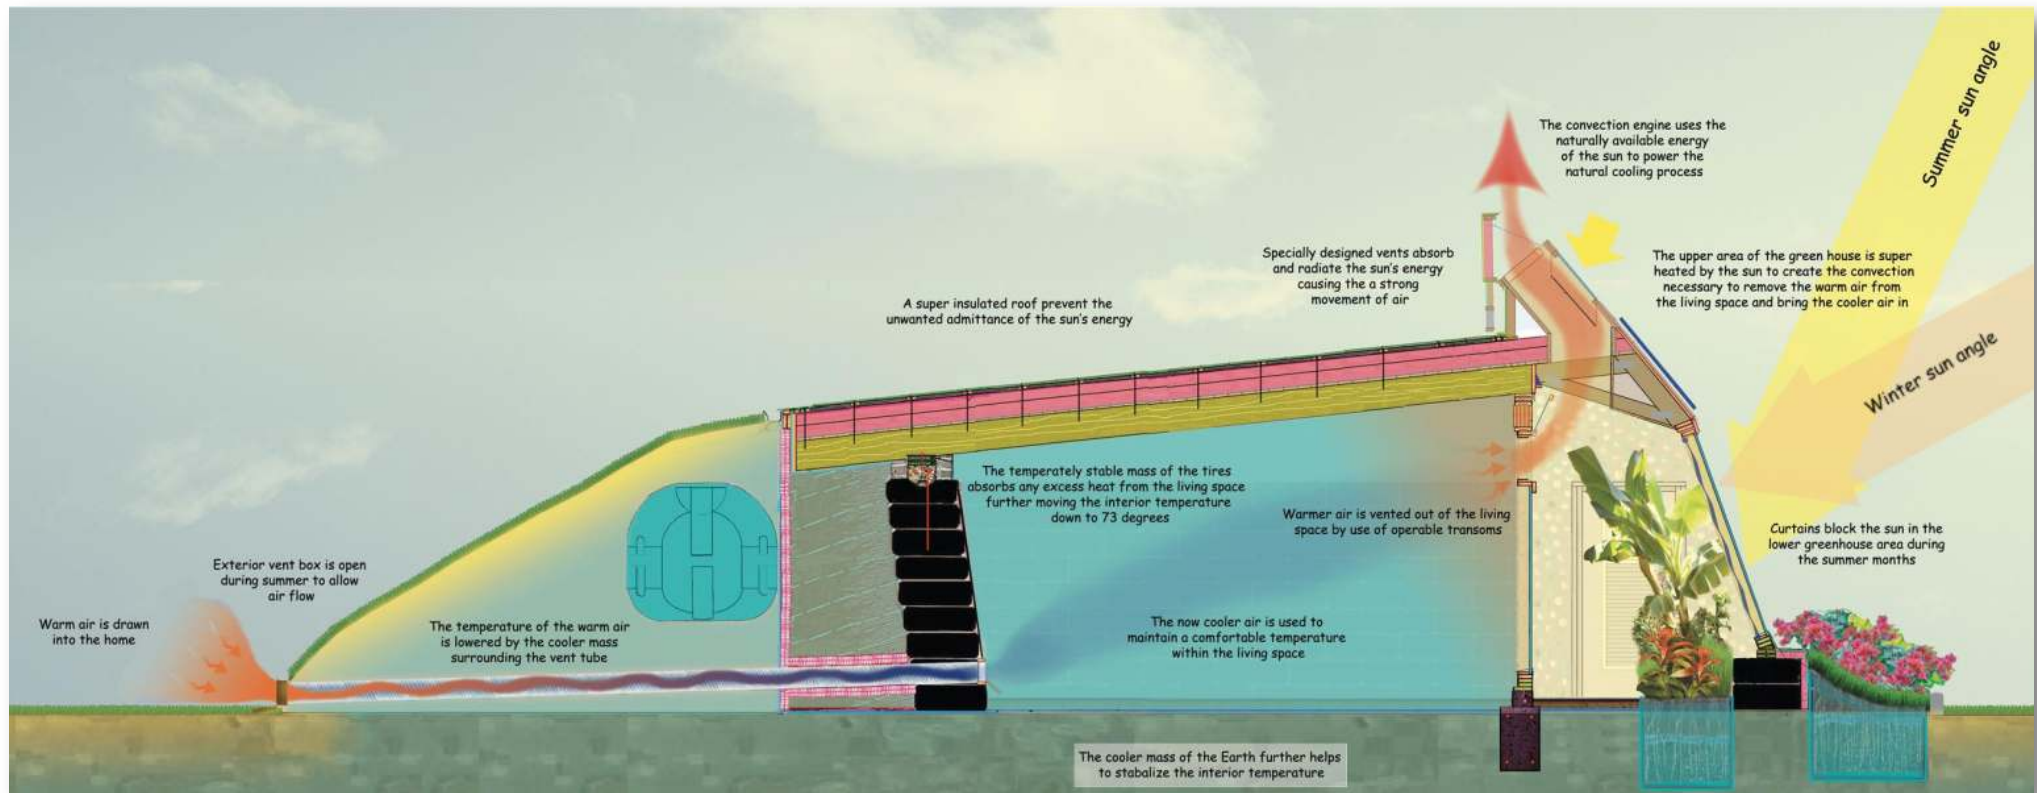 Summer sun angle
The convection engine uses the
naturally available energy
of the sun to power the
natural cooling process
Specially designed vents absorb
and radiate the sun's energy
causing the a strong
movement of air
The upper area of the green house is super
heated by the sun to create the convection
necessary to remove the warm air from
the living space and bring the cooler air in
A super insulated roof prevent the
unwanted admittance of the sun's energy
Winter sun angle
The temperately stable mass of the tires
absorbs any excess heat from the living space
further moving the interior temperature
down to 73 degrees
Warmer air is vented out of the living
space by use of operable transoms
Curtains block the sun in the
lower greenhouse area during
the summer months
Exterior vent box is open
during summer to allow
air flow
Warm air is drawn
into the home
The temperature of the warm air
is lowered by the cooler mass
surrounding the vent tube
The now cooler air is used to
maintain a comfortable temperature
within the living space
The cooler mass of the Earth further helps
to stabalize the interior temperature